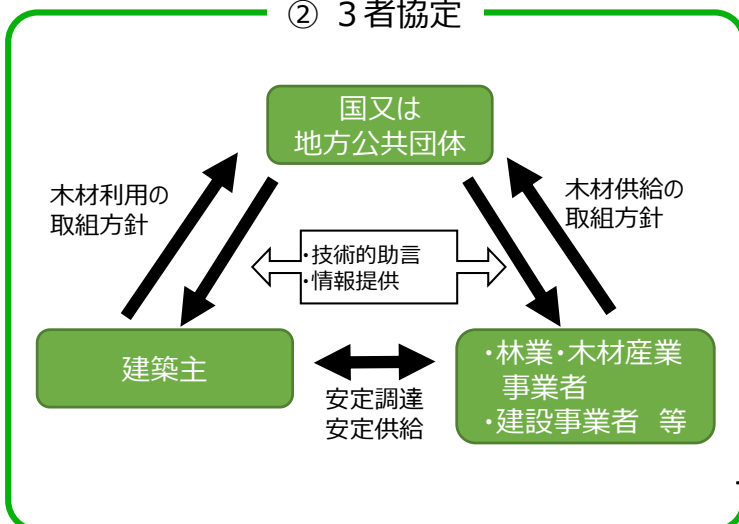 ② ３者協定
国又は
地方公共団体
木材利用の
取組方針
木材供給の
取組方針
・技術的助言
・情報提供
建築主
・林業・木材産業
事業者
・建設事業者　等
安定調達
安定供給